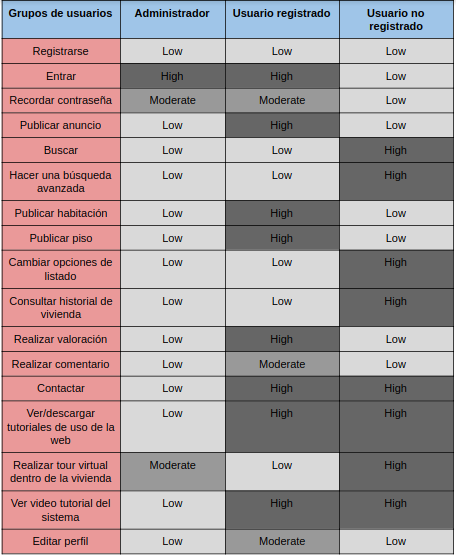 Grupos de usuarios Administrador Usuario registrado Usuario no
registrado
Registrarse Low Low Low
Entrar High High Low
Recordar contraseña Moderate Moderate Low
Publicar anuncio Low High Low
Buscar Low Low High
Hacer una búsqueda Low Low High
avanzada
Publicar habitación Low High Low
Publicar piso Low High Low
Cambiar opciones de Low Low High
listado
Consultar historial de Low Low High
vivienda
Realizar valoración Low High Low
Realizar comentario Low Moderate Low
Contactar Low High High
Ver/descargar Low High High
tutoriales de uso de la
web
Realizar tour virtual Moderate Low High
dentro de la vivienda
Ver video tutorial del Low High High
sistema
Editar perfil Low Moderate Low